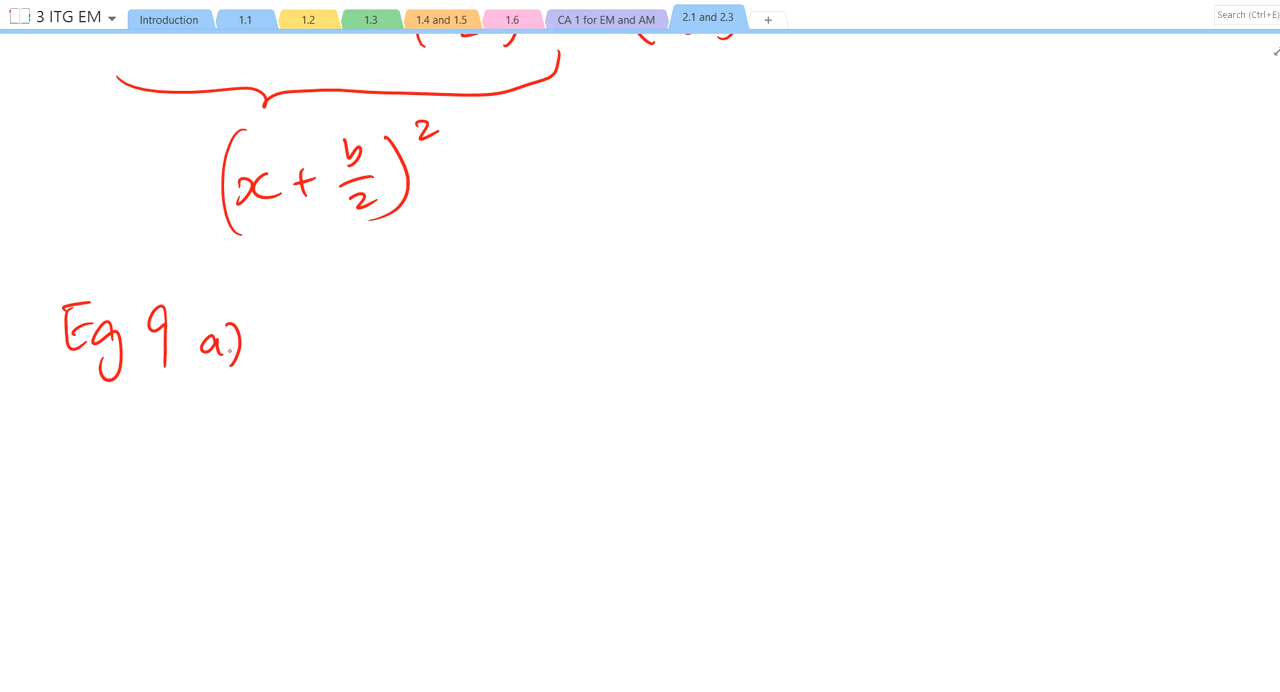 3 ITG EM Introduction 1.1 1.2 1.3 1.4 and 1.5 1.6 CA 1 for EM and AM 2.1 and 2.3 + Search (Ctrl+E)
(x + b/2)²
Eg 9 a)